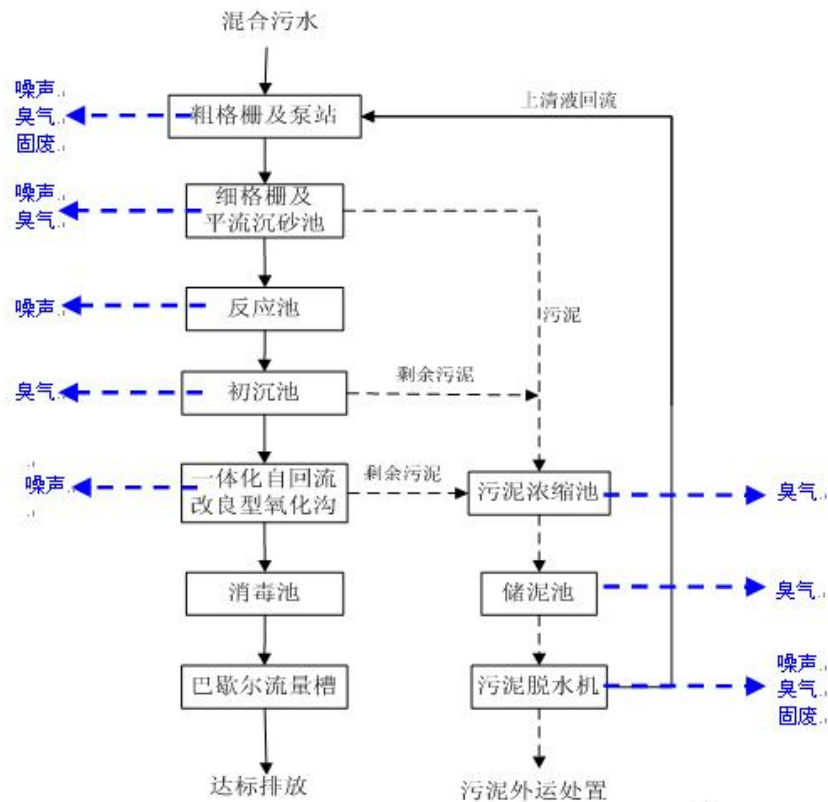 混合污水
噪声
臭气
固废
粗格栅及泵站
上清液回流
噪声
臭气
细格栅及
平流沉砂池
噪声
反应池
污泥
臭气
初沉池
剩余污泥
噪声
一体化自回流
改良型氧化沟
剩余污泥
污泥浓缩池
臭气
消毒池
储泥池
臭气
巴歇尔流量槽
污泥脱水机
噪声
臭气
固废
达标排放
污泥外运处置